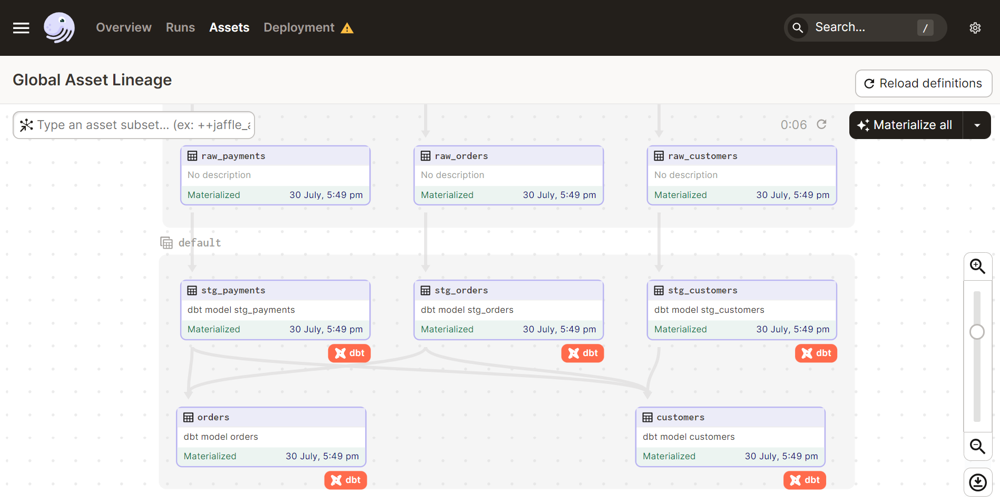 Overview Runs Assets Deployment Search... /
Global Asset Lineage
Reload definitions
Type an asset subset... (ex: ++jaffle_a
0:06
Materialize all
raw_payments
No description
Materialized 30 July, 5:49 pm
raw_orders
No description
Materialized 30 July, 5:49 pm
raw_customers
No description
Materialized 30 July, 5:49 pm
default
stg_payments
dbt model stg_payments
Materialized 30 July, 5:49 pm
dbt
stg_orders
dbt model stg_orders
Materialized 30 July, 5:49 pm
dbt
stg_customers
dbt model stg_customers
Materialized 30 July, 5:49 pm
dbt
orders
dbt model orders
Materialized 30 July, 5:49 pm
dbt
customers
dbt model customers
Materialized 30 July, 5:49 pm
dbt